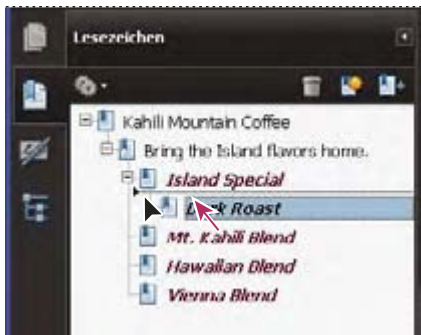 Lesezeichen
Kahili Mountain Coffee
Bring the Island flavors home.
Island Special
Dark Roast
Mt. Kahili Blend
Hawaiian Blend
Vienna Blend